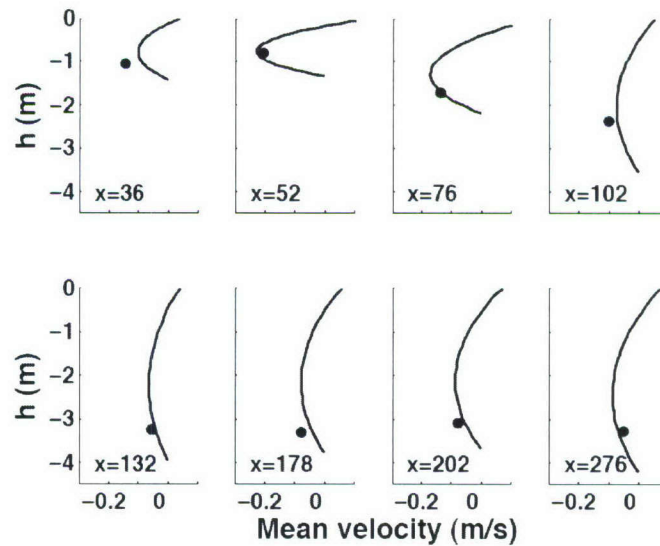 0
−1
−2
−3
−4
h (m)
x=36
x=52
x=76
x=102
0
−1
−2
−3
−4
h (m)
x=132
x=178
x=202
x=276
−0.2 0 −0.2 0 −0.2 0 −0.2 0
Mean velocity (m/s)